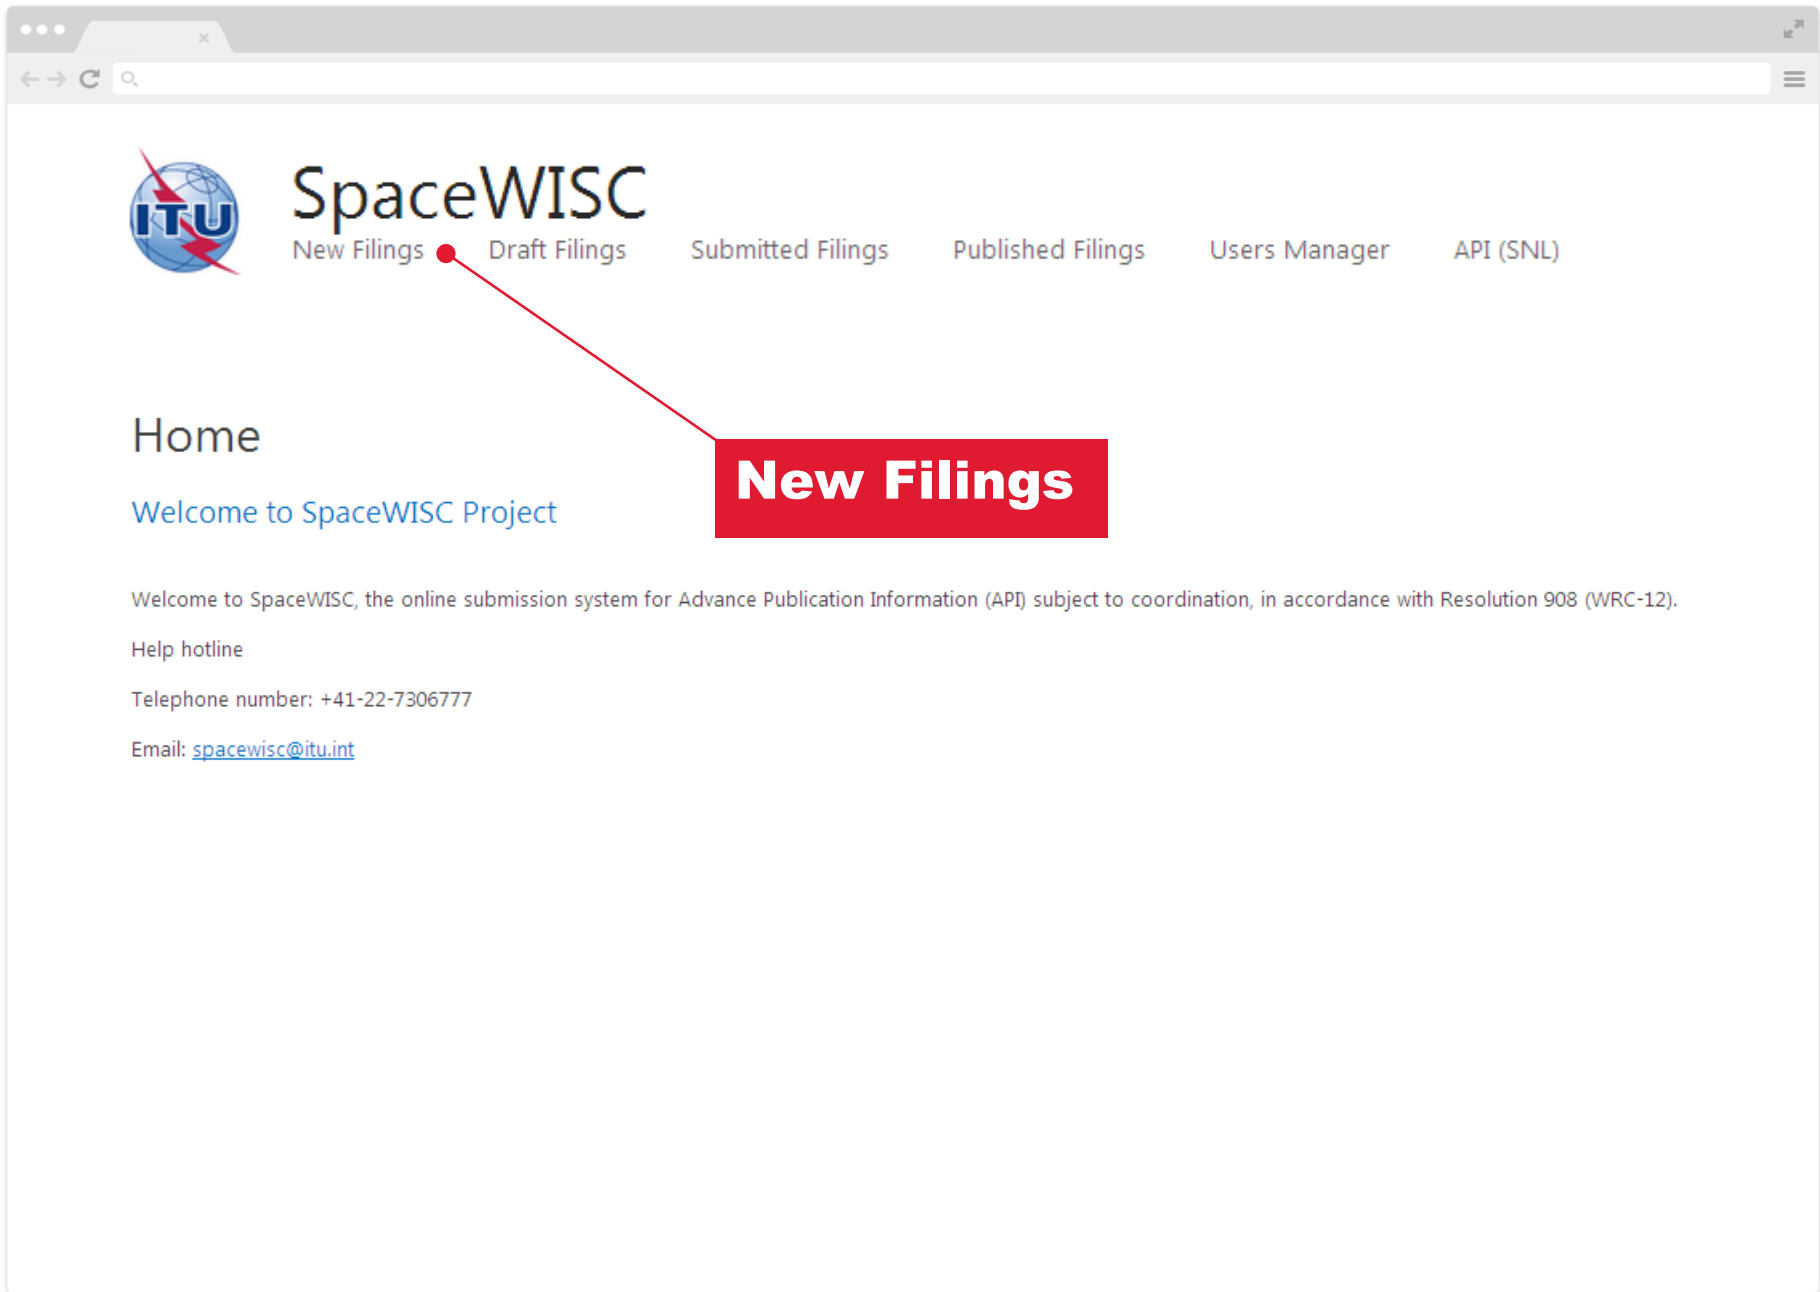 ITU
SpaceWISC
New Filings Draft Filings Submitted Filings Published Filings Users Manager API (SNL)
Home
New Filings
Welcome to SpaceWISC Project
Welcome to SpaceWISC, the online submission system for Advance Publication Information (API) subject to coordination, in accordance with Resolution 908 (WRC-12).
Help hotline
Telephone number: +41-22-7306777
Email: spacewisc@itu.int